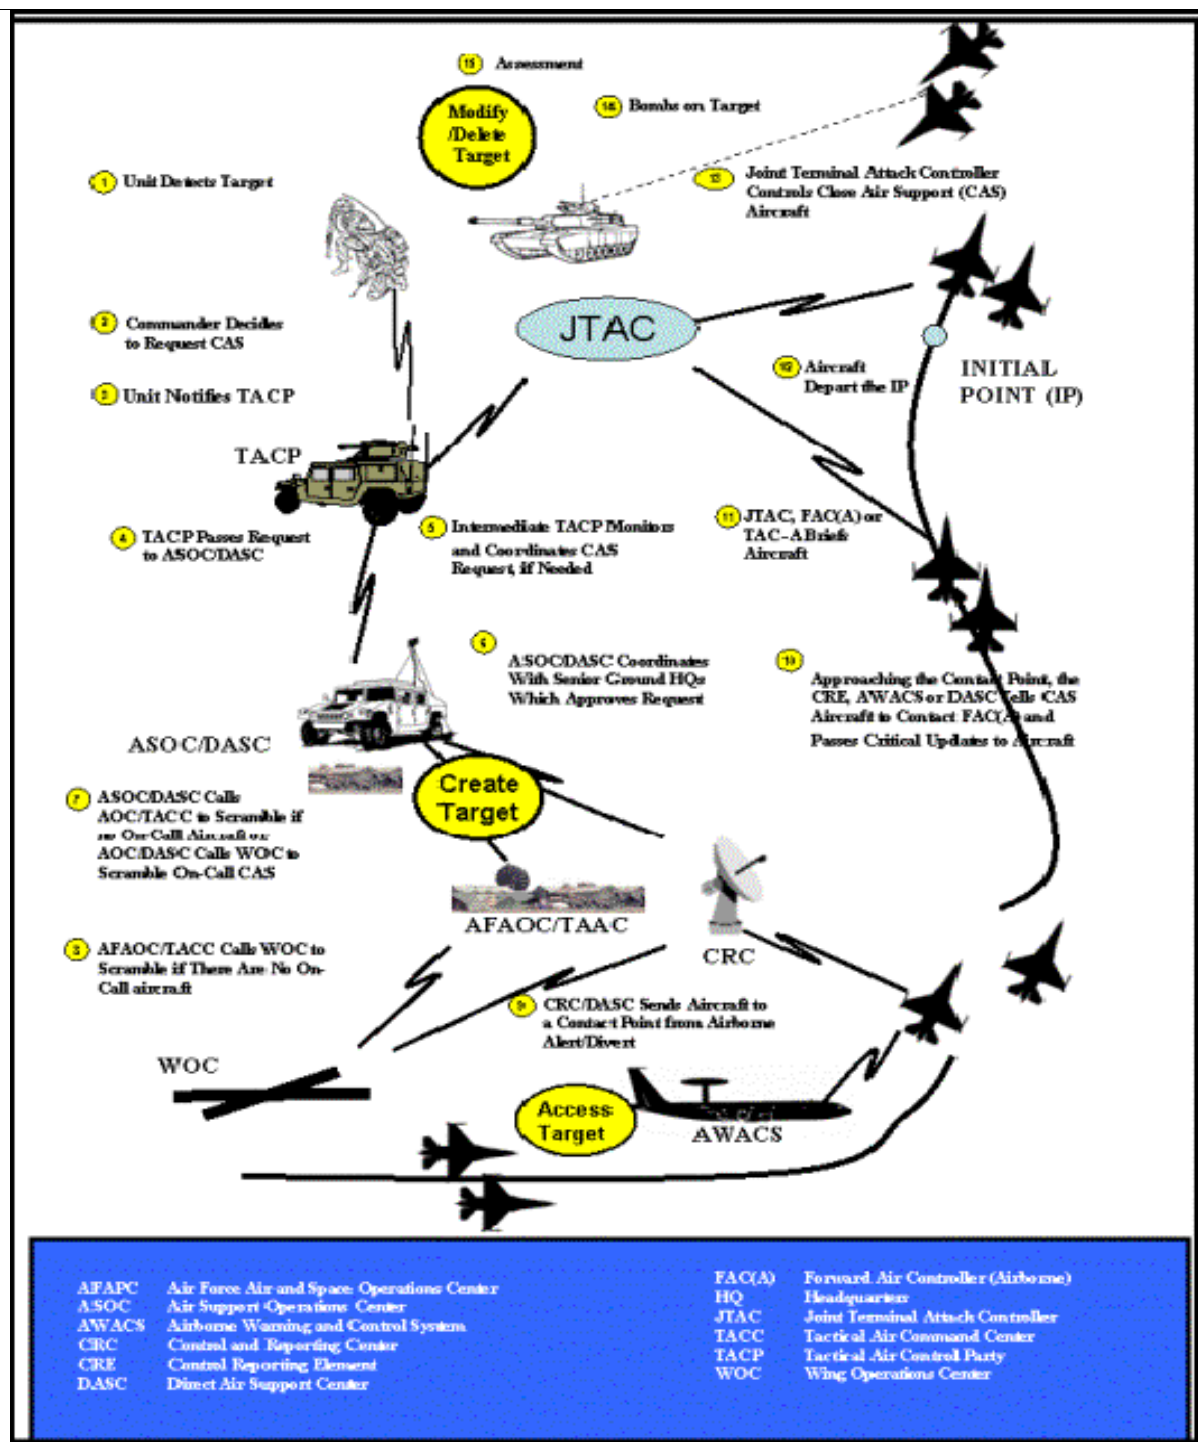 15 Assessment
Modify
/Delete
Target
14 Bombs on Target
1 Unit Detects Target
13 Joint Terminal Attack Controller
Controls Close Air Support (CAS)
Aircraft
JTAC
2 Commander Decides
to Request CAS
12 Aircraft
Depart the IP
INITIAL
POINT (IP)
3 Unit Notifies TACP
TACP
4 TACP Passes Request
to ASOC/DASC
5 Intermediate TACP Monitors
and Coordinates CAS
Request, if Needed
11 JTAC, FAC(A) or
TAC-A Briefs
Aircraft
6
ASOC/DASC Coordinates
With Senior Ground HQs
Which Approves Request
10
Approaching the Contact Point, the
CRE, AWACS or DASC Tells CAS
Aircraft to Contact FAC(A) and
Passes Critical Updates to Aircraft
ASOC/DASC
Create
Target
7 ASOC/DASC Calls
AOC/TACC to Scramble if
no On-Call Aircraft or
AOC/DASC Calls WOC to
Scramble On-Call CAS
AFAOC/TAAC
CRC
AFAOC/TACC Calls WOC to
Scramble if There Are No On-
Call aircraft
9 CRC/DASC Sends Aircraft to
a Contact Point from Airborne
Alert/Divert
WOC
Access
Target
AWACS
AFAPC Air Force Air and Space Operations Center
ASOC Air Support Operations Center
AWACS Airborne Warning and Control System
CRC Control and Reporting Center
CRE Control Reporting Element
DASC Direct Air Support Center
FAC(A) Forward Air Controller (Airborne)
HQ Headquarters
JTAC Joint Terminal Attack Controller
TACC Tactical Air Command Center
TACP Tactical Air Control Party
WOC Wing Operations Center